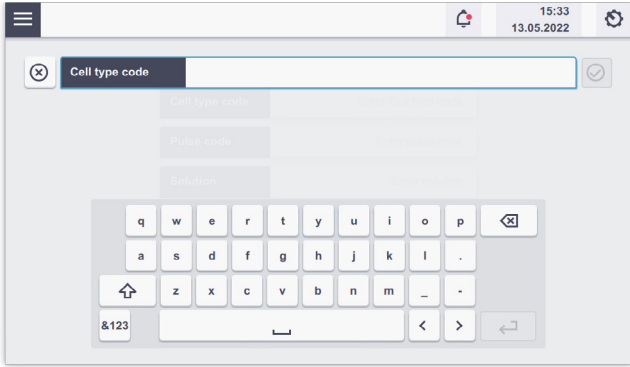 15:33
13.05.2022
Cell type code
Cell type code
Pulse code
Solution
q w e r t y u i o p
a s d f g h j k l .
z x c v b n m _ -
&123 < >